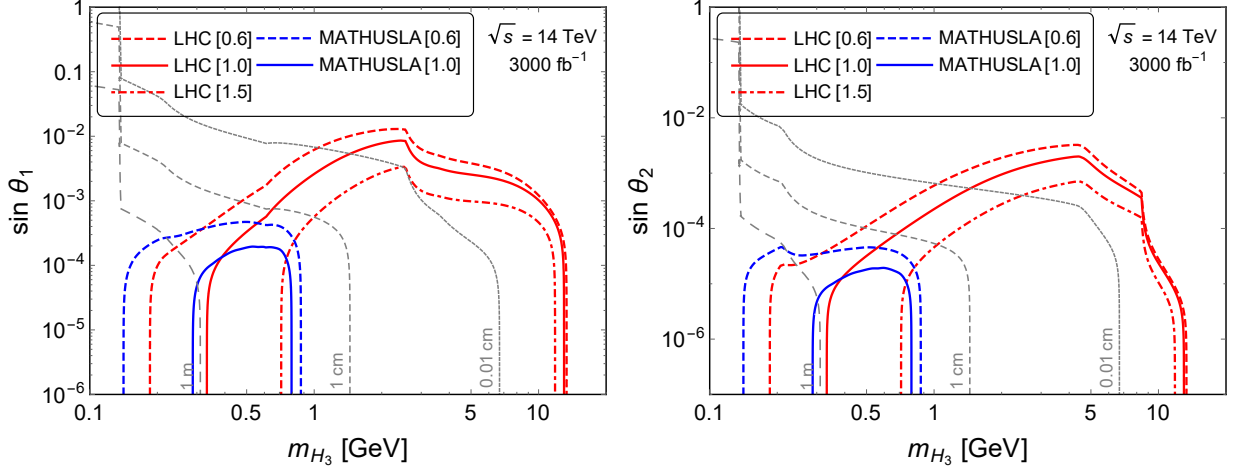 LHC [0.6] MATHUSLA [0.6]
LHC [1.0] MATHUSLA [1.0]
LHC [1.5]
√s = 14 TeV
3000 fb⁻¹
1
0.1
10⁻²
10⁻³
10⁻⁴
10⁻⁵
10⁻⁶
sin θ₁
1 m
1 cm
0.01 cm
0.1 0.5 1 5 10
m_{H₃} [GeV]
LHC [0.6] MATHUSLA [0.6]
LHC [1.0] MATHUSLA [1.0]
LHC [1.5]
√s = 14 TeV
3000 fb⁻¹
1
10⁻²
10⁻⁴
10⁻⁶
sin θ₂
1 m
1 cm
0.01 cm
0.1 0.5 1 5 10
m_{H₃} [GeV]